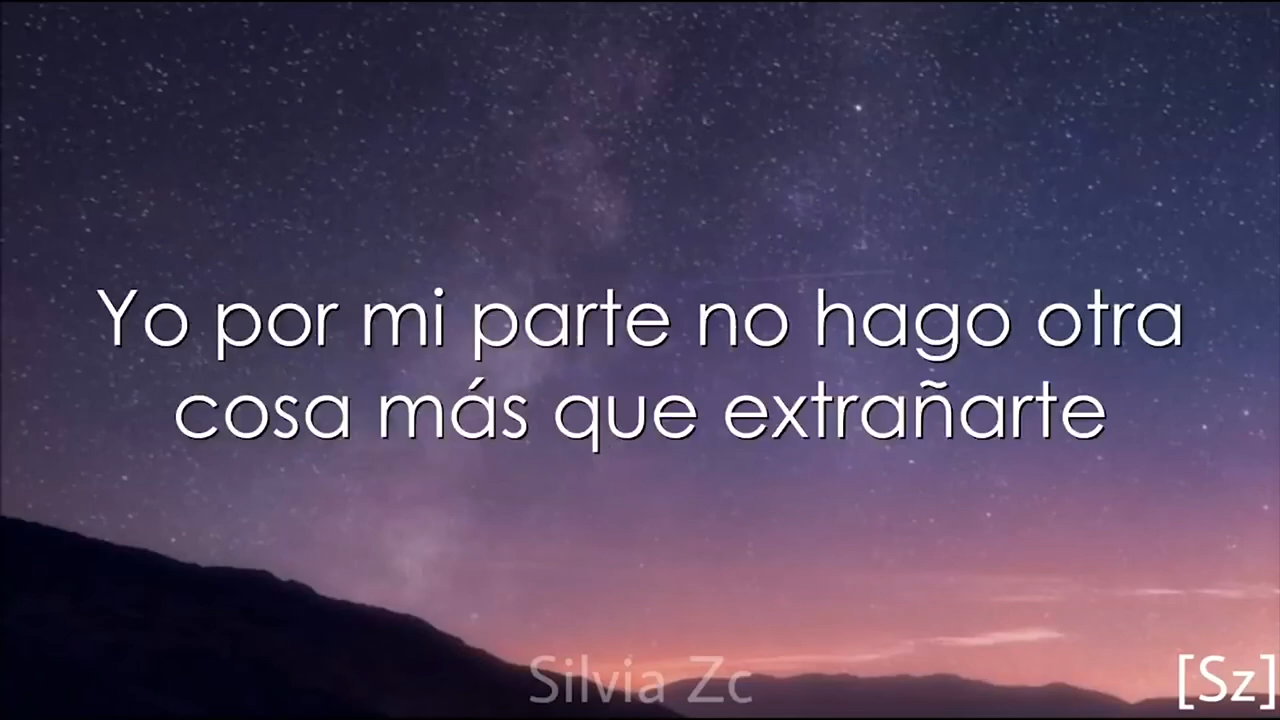 Yo por mi parte no hago otra
cosa más que extrañarte
Silvia Zc
[Sz]